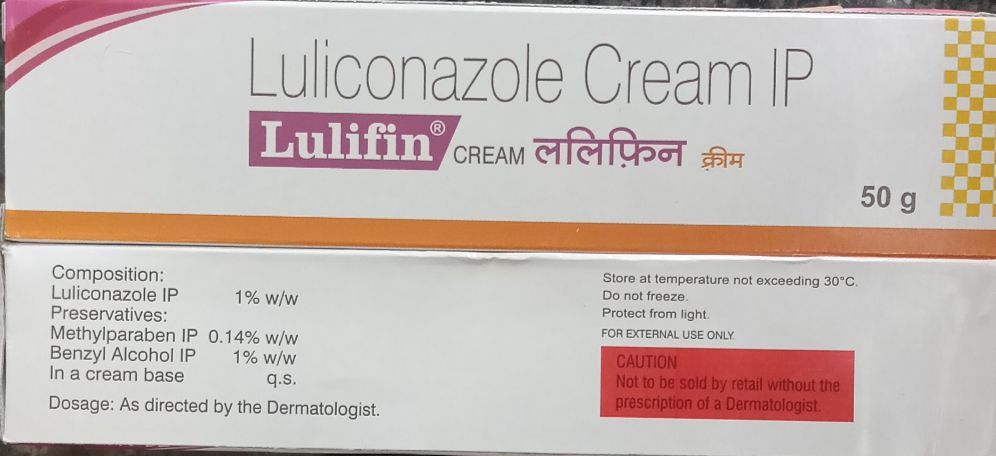 Luliconazole Cream IP
Lulifin® CREAM ललिफ़िन क्रीम
50 g
Composition:
Luliconazole IP 1% w/w
Preservatives:
Methylparaben IP 0.14% w/w
Benzyl Alcohol IP 1% w/w
In a cream base q.s.
Dosage: As directed by the Dermatologist.
Store at temperature not exceeding 30°C.
Do not freeze.
Protect from light.
FOR EXTERNAL USE ONLY.
CAUTION
Not to be sold by retail without the
prescription of a Dermatologist.